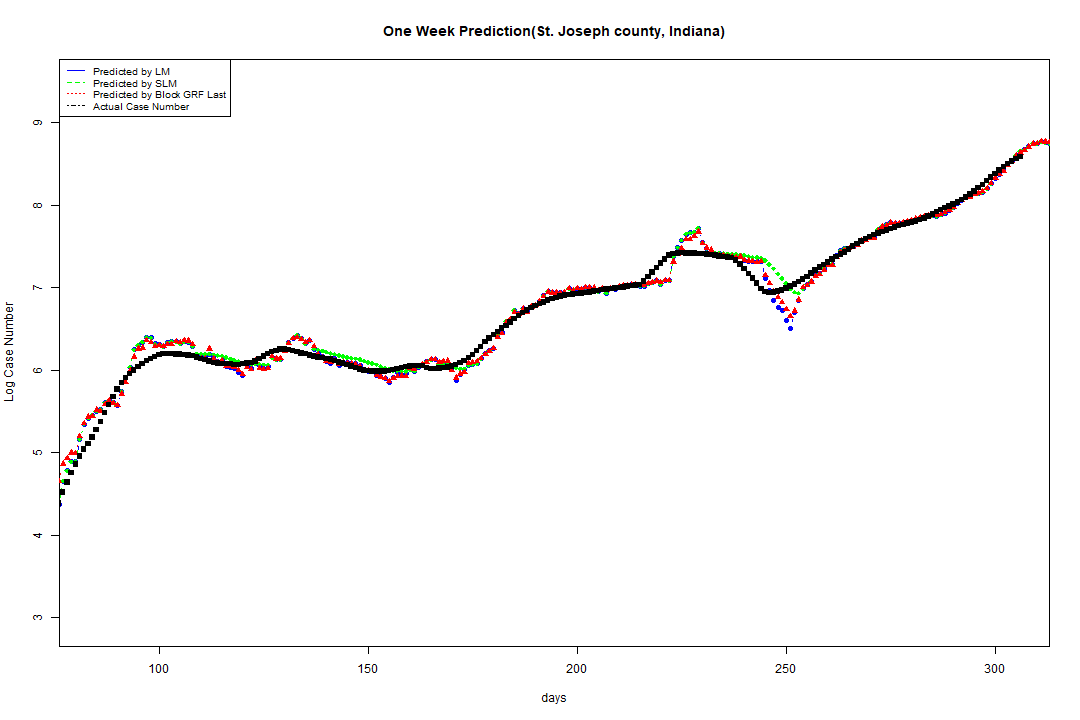 One Week Prediction(St. Joseph county, Indiana)
Predicted by LM
Predicted by SLM
Predicted by Block GRF Last
Actual Case Number
9
8
7
6
5
4
3
Log Case Number
100 150 200 250 300
days